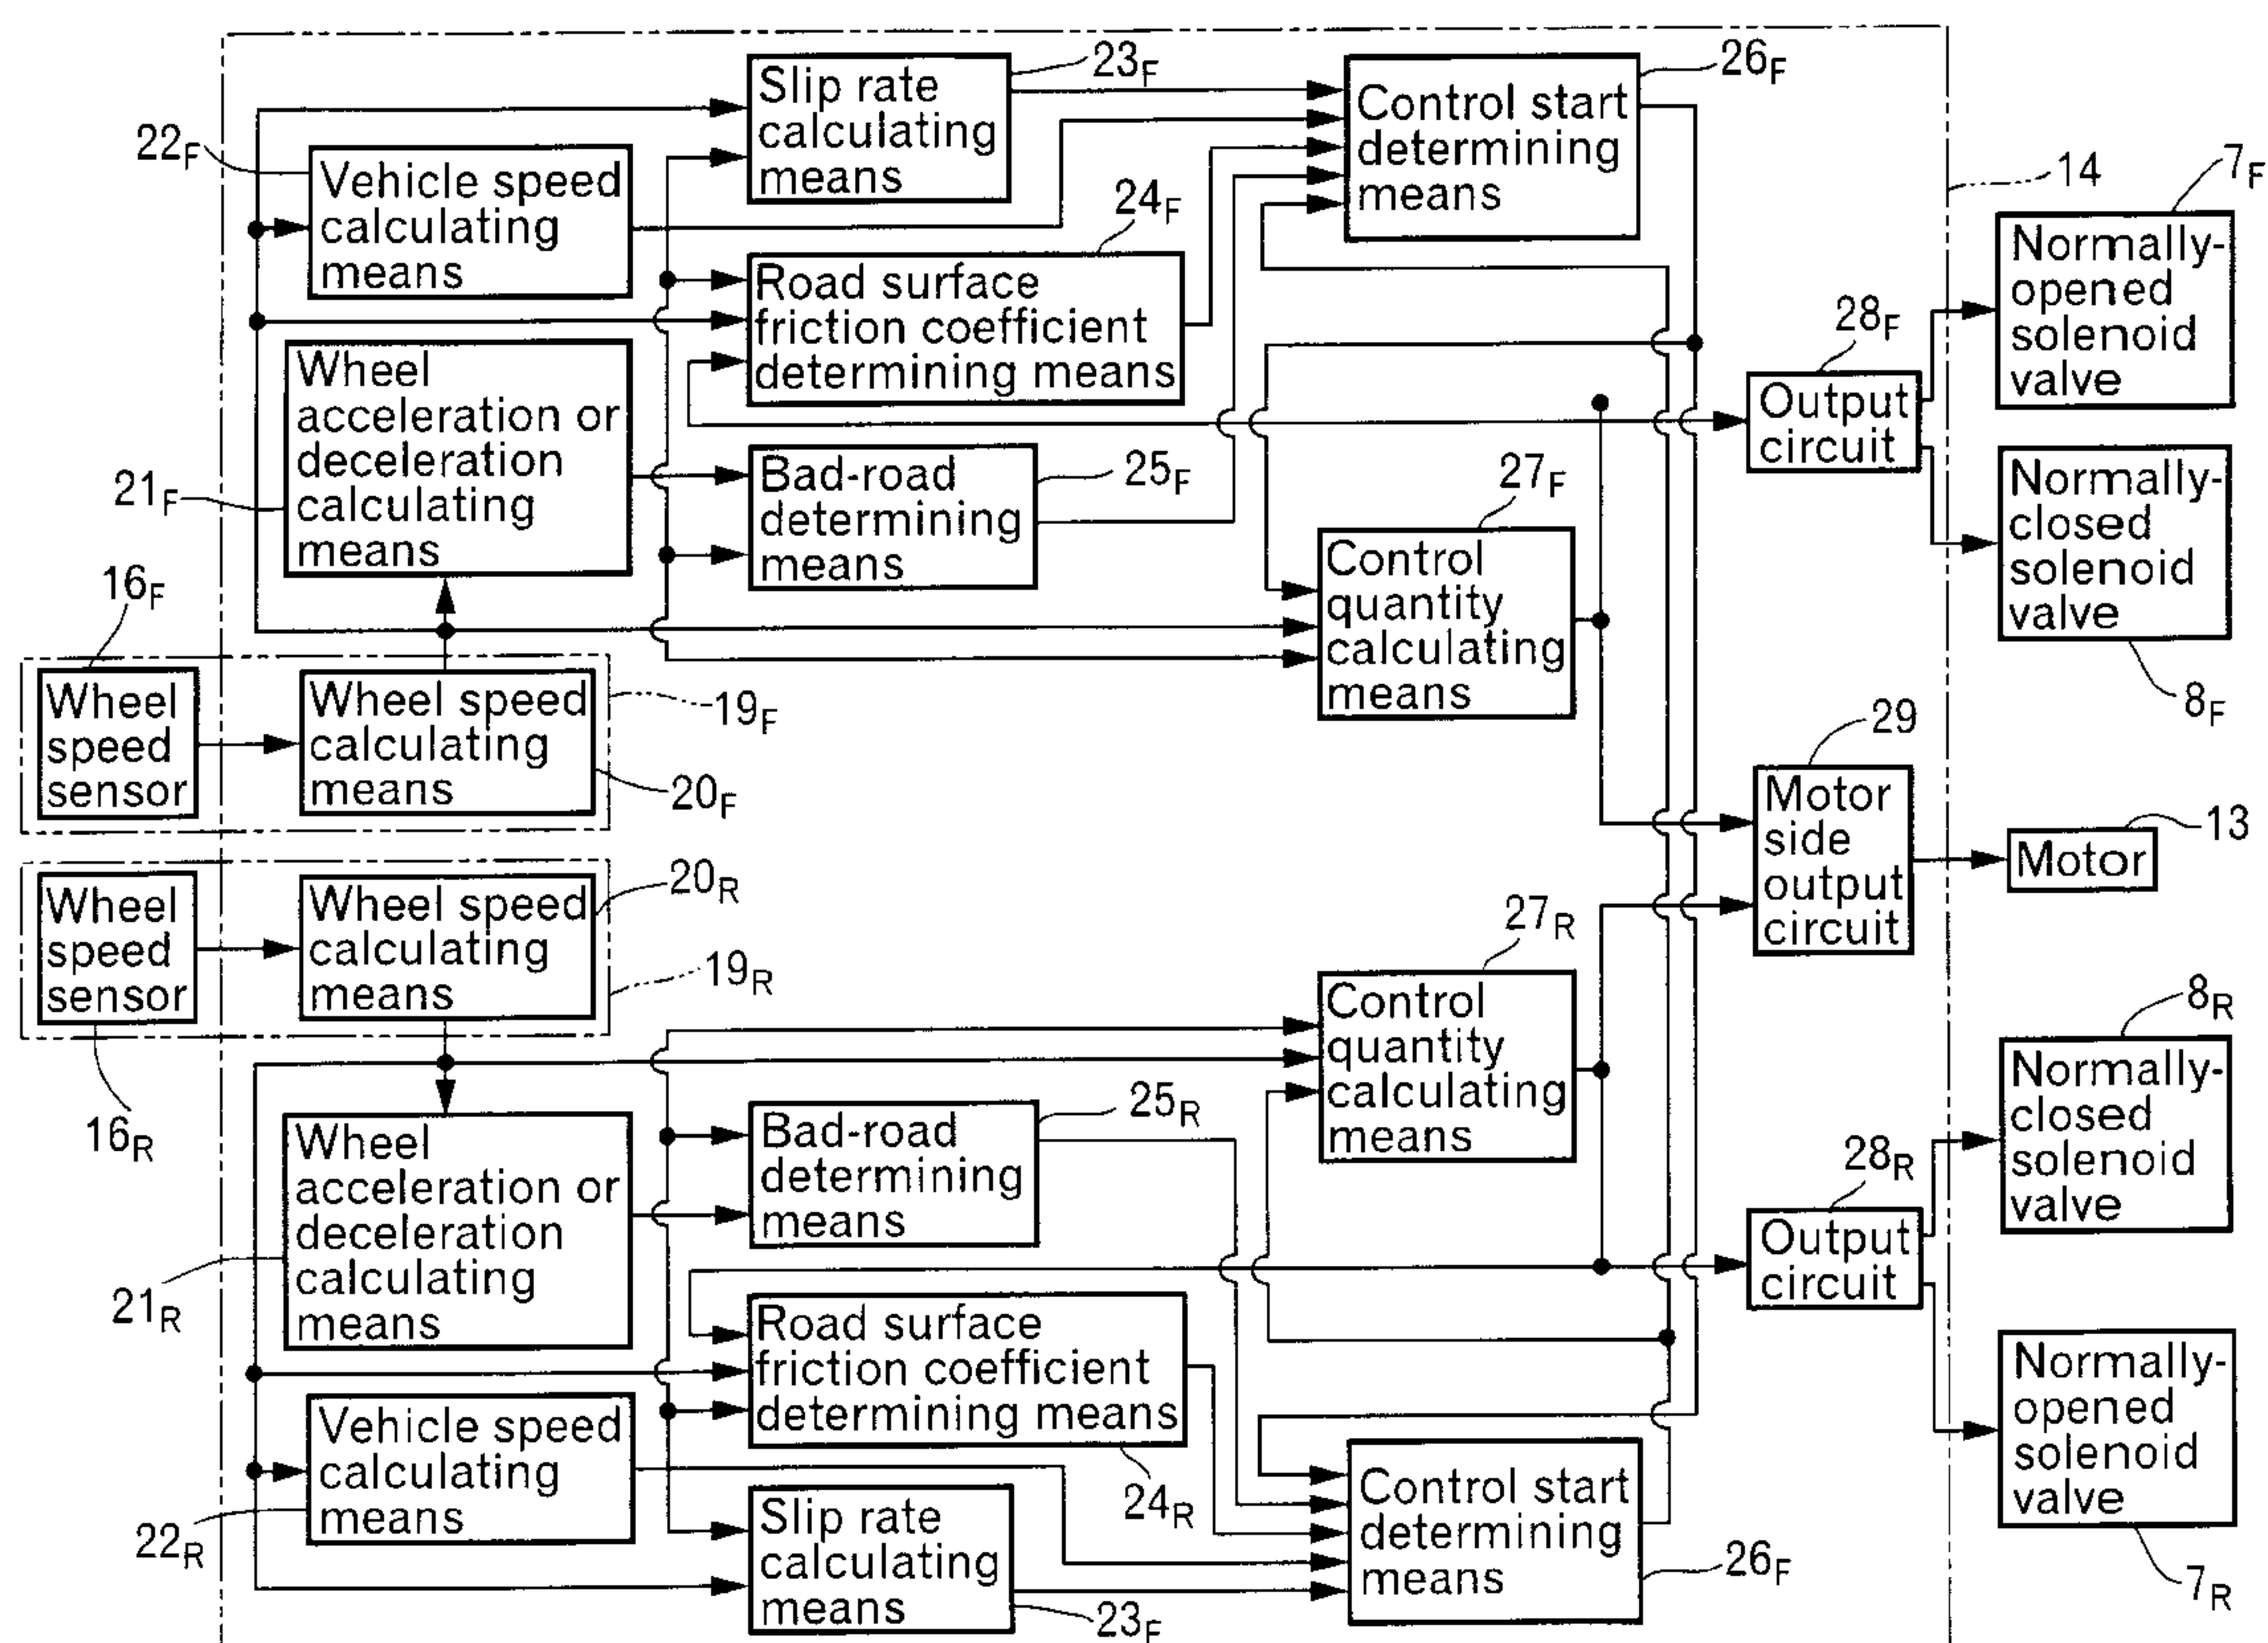 Slip rate
calculating
means
23F
Control start
determining
means
26F
22F
Vehicle speed
calculating
means
24F
14
7F
Normally-
opened
solenoid
valve
Road surface
friction coefficient
determining means
28F
Output
circuit
Wheel
acceleration or
deceleration
calculating
means
21F
Bad-road
determining
means
25F
27F
Control
quantity
calculating
means
Normally-
closed
solenoid
valve
8F
16F
Wheel
speed
sensor
Wheel speed
calculating
means
19F
20F
29
Motor
side
output
circuit
13
Motor
Wheel
speed
sensor
16R
Wheel speed
calculating
means
20R
19R
27R
Control
quantity
calculating
means
8R
Normally-
closed
solenoid
valve
Wheel
acceleration or
deceleration
calculating
means
21R
Bad-road
determining
means
25R
28R
Output
circuit
Road surface
friction coefficient
determining means
24R
Normally-
opened
solenoid
valve
7R
Vehicle speed
calculating
means
22R
Slip rate
calculating
means
23F
Control start
determining
means
26F